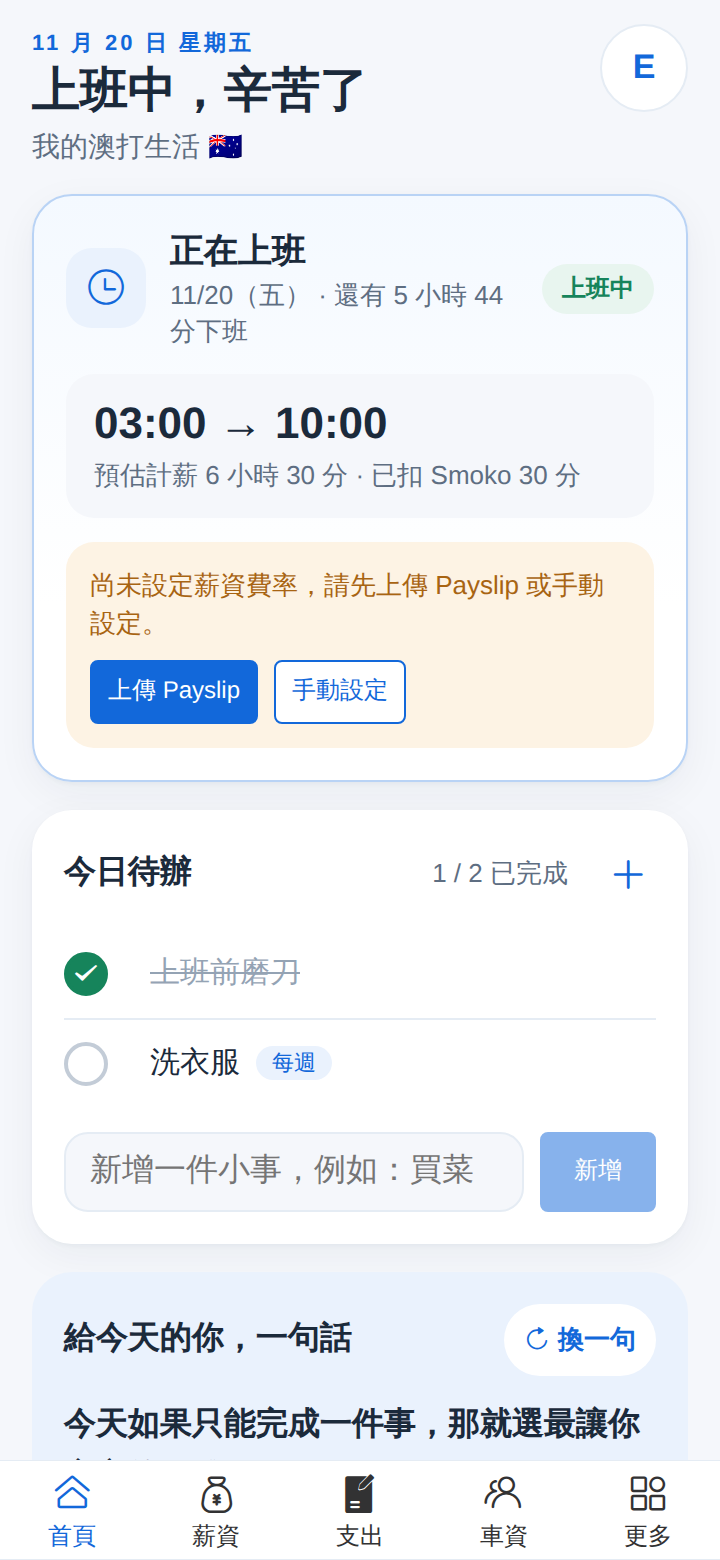 11 月 20 日 星期五
上班中，辛苦了
E
我的澳打生活 🇦🇺
正在上班
11/20（五） · 還有 5 小時 44
分下班
上班中
03:00 → 10:00
預估計薪 6 小時 30 分 · 已扣 Smoko 30 分
尚未設定薪資費率，請先上傳 Payslip 或手動
設定。
上傳 Payslip
手動設定
今日待辦
1 / 2 已完成
上班前磨刀
洗衣服 每週
新增一件小事，例如：買菜
新增
給今天的你，一句話
換一句
今天如果只能完成一件事，那就選最讓你
首頁
薪資
支出
車資
更多